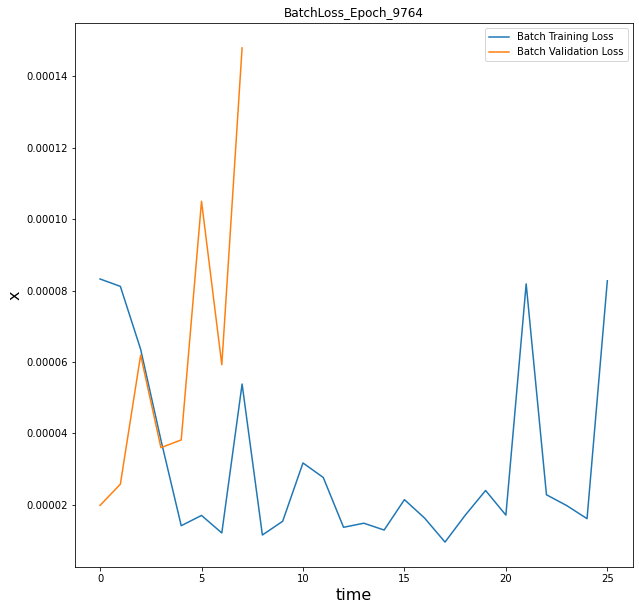 BatchLoss_Epoch_9764
Batch Training Loss
Batch Validation Loss
0.00014
0.00012
0.00010
0.00008
0.00006
0.00004
0.00002
x
0 5 10 15 20 25
time